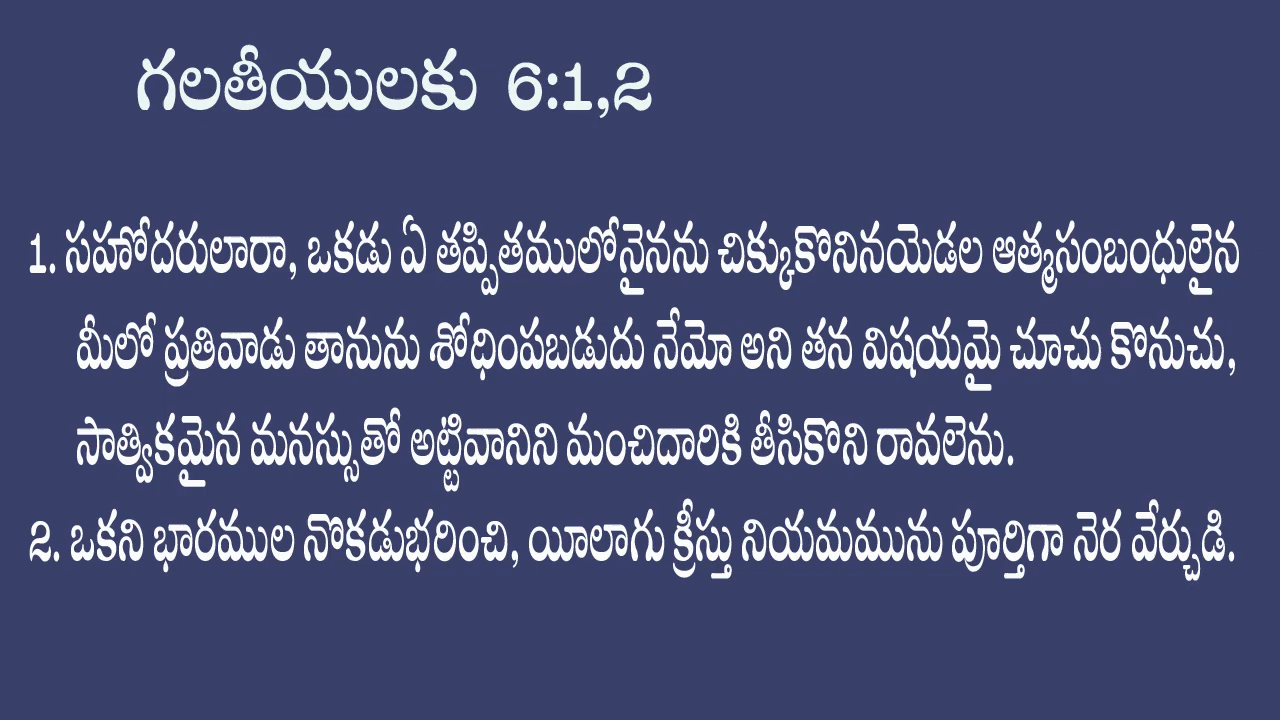 గలతీయులకు 6:1,2
1. సహోదరులారా, ఒకడు ఏ తప్పితములోనైనను చిక్కుకొనినయెడల ఆత్మసంబంధులైన
మీలో ప్రతివాడు తానును శోధింపబడుదు నేమో అని తన విషయమై చూచు కొనుచు,
సాత్వికమైన మనస్సుతో అట్టివానిని మంచిదారికి తీసికొని రావలెను.
2. ఒకని భారముల నొకడుభరించి, యీలాగు క్రీస్తు నియమమును పూర్తిగా నెర వేర్చుడి.